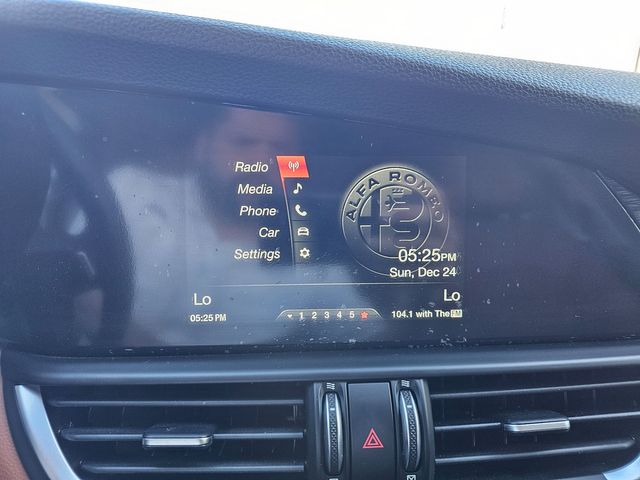 Radio
Media
Phone
Car
Settings
ALFA ROMEO
05:25PM
Sun, Dec 24
Lo
Lo
05:25 PM
1 2 3 4 5
104.1 with The FM